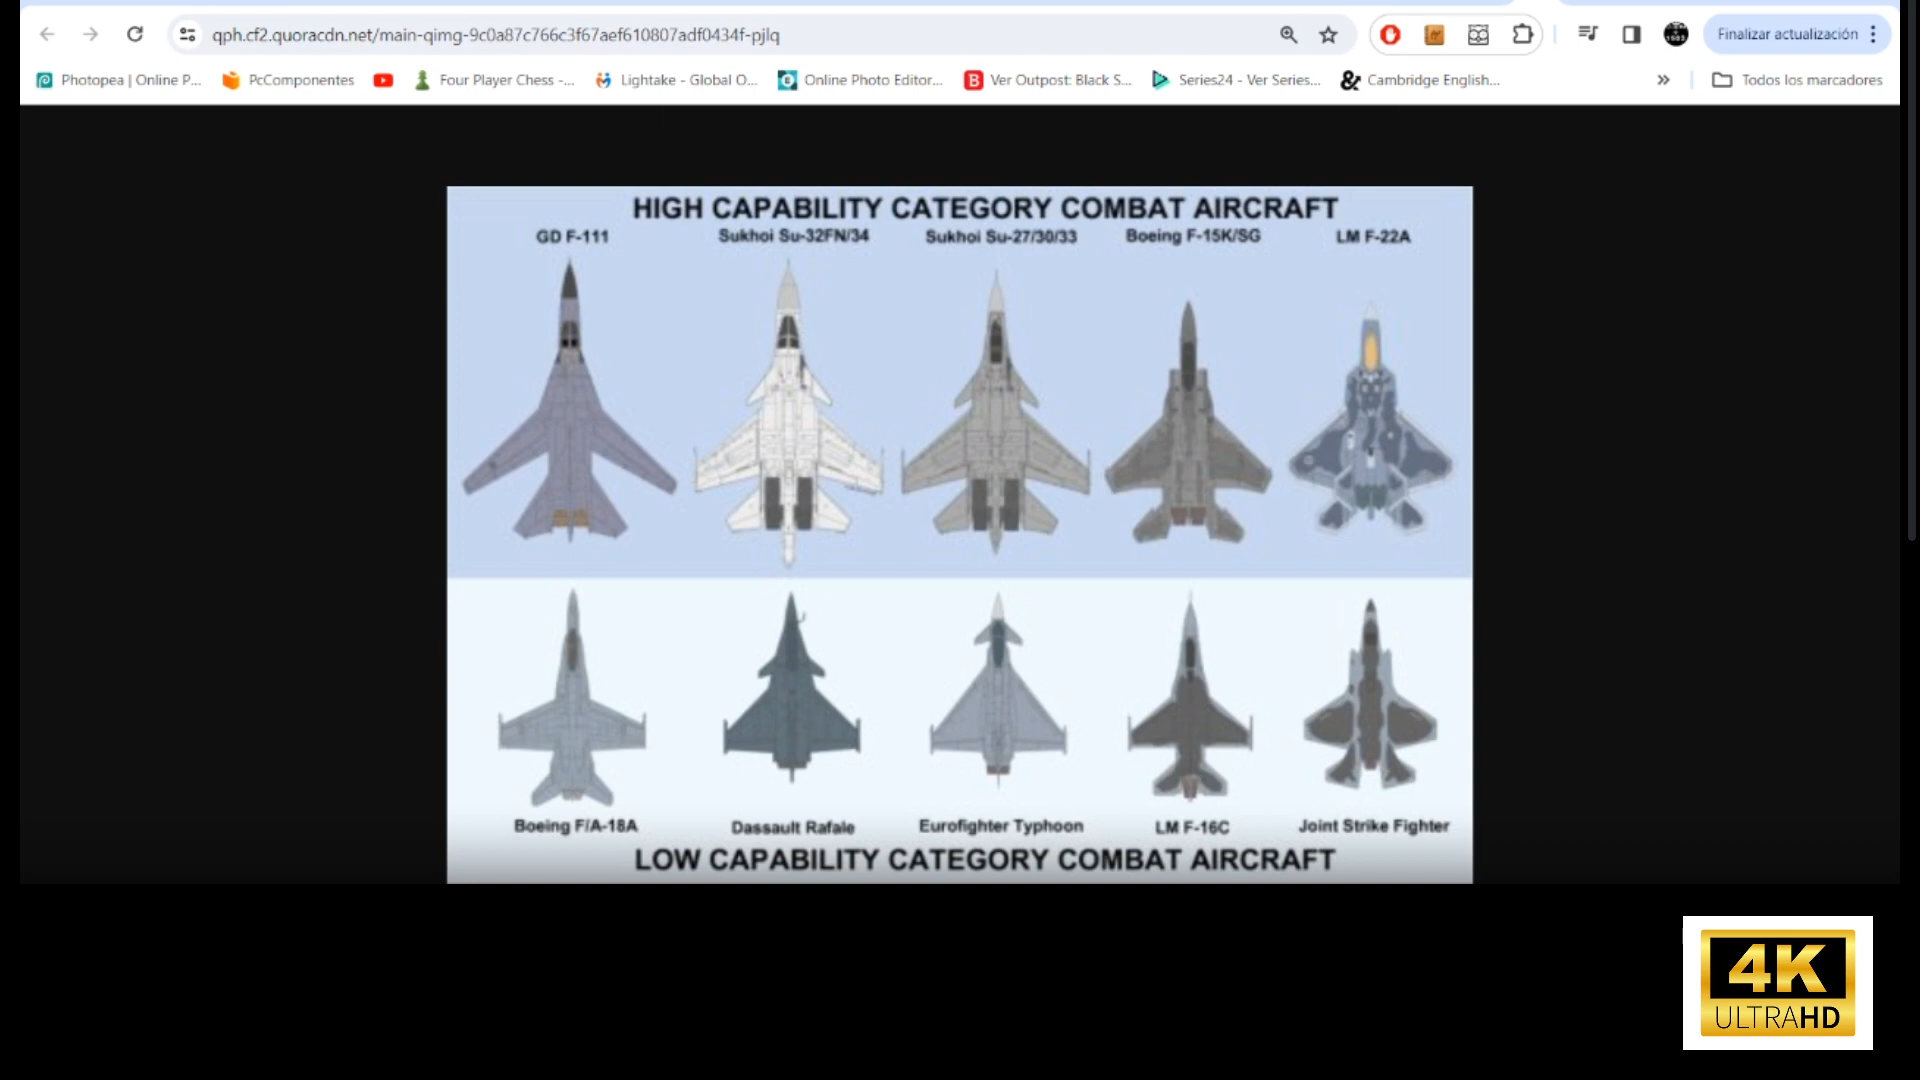 qph.cf2.quoracdn.net/main-qimg-9c0a87c766c3f67aef610807adf0434f-pjlq
Finalizar actualización
Photopea | Online P...
PcComponentes
Four Player Chess -...
Lightake - Global O...
Online Photo Editor...
B
Ver Outpost: Black S...
Series24 - Ver Series...
&
Cambridge English...
»
Todos los marcadores
HIGH CAPABILITY CATEGORY COMBAT AIRCRAFT
GD F-111
Sukhoi Su-32FN/34
Sukhoi Su-27/30/33
Boeing F-15K/SG
LM F-22A
Boeing F/A-18A
Dassault Rafale
Eurofighter Typhoon
LM F-16C
Joint Strike Fighter
LOW CAPABILITY CATEGORY COMBAT AIRCRAFT
4K
ULTRAHD